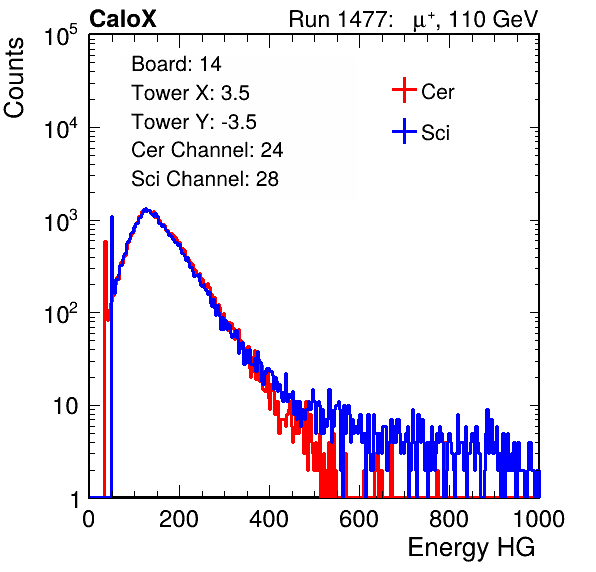 CaloX Run 1477: μ⁺, 110 GeV
Counts
Board: 14
Tower X: 3.5
Tower Y: -3.5
Cer Channel: 24
Sci Channel: 28
Cer
Sci
10⁵
10⁴
10³
10²
10
1
0 200 400 600 800 1000
Energy HG